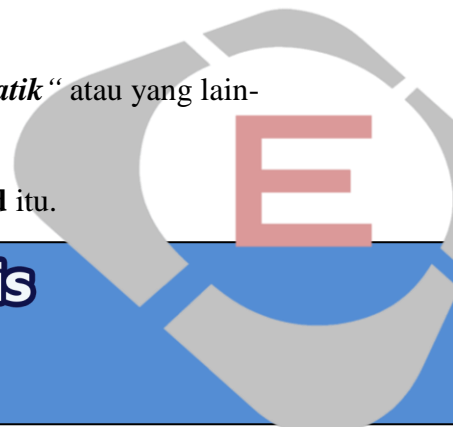 atik“ atau yang lain-
d itu.
E
is